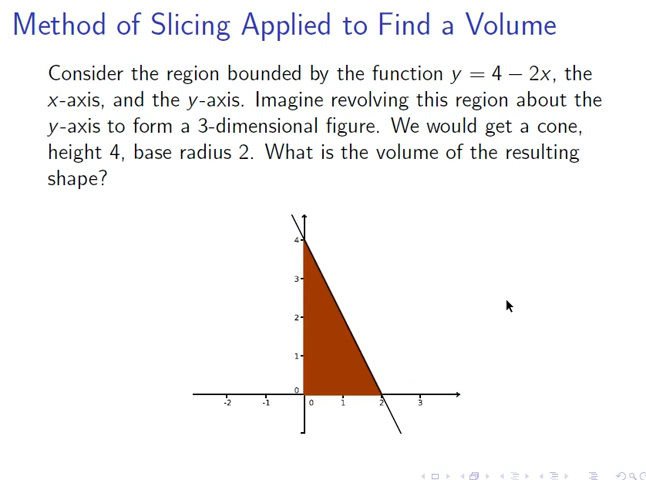 Method of Slicing Applied to Find a Volume
Consider the region bounded by the function y = 4 − 2x, the
x-axis, and the y-axis. Imagine revolving this region about the
y-axis to form a 3-dimensional figure. We would get a cone,
height 4, base radius 2. What is the volume of the resulting
shape?
4
3
2
1
0
-2 -1 0 1 2 3